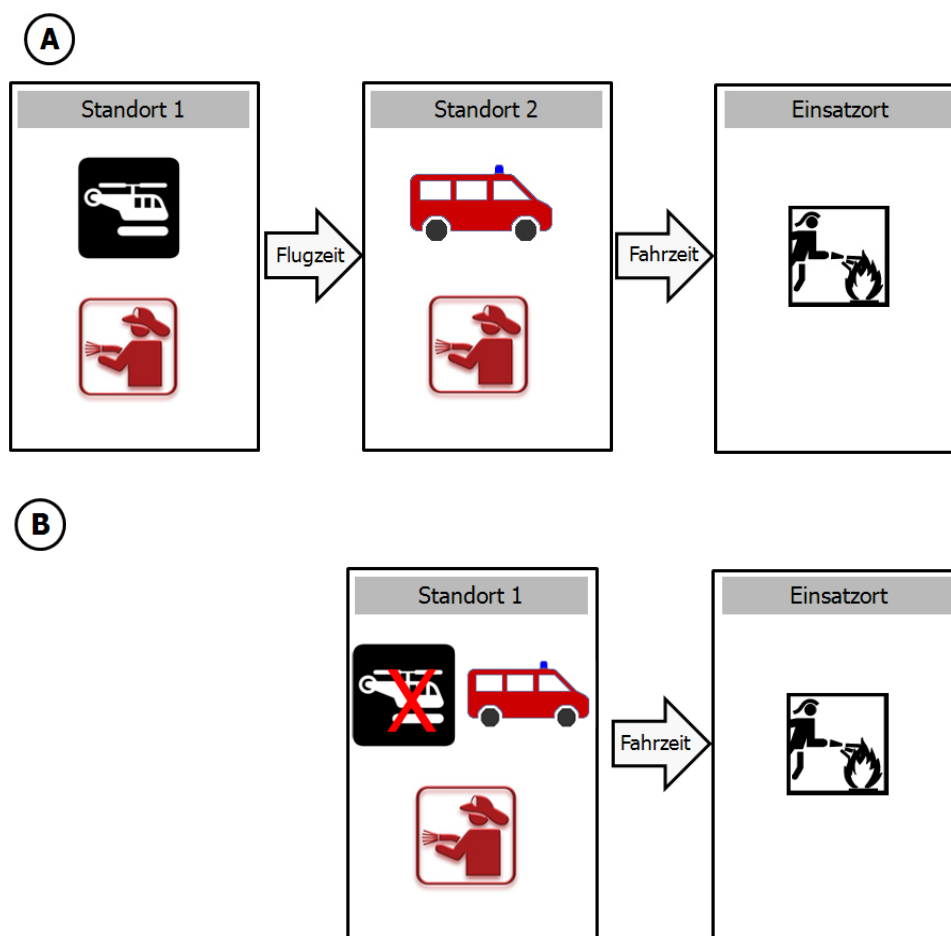 A
Standort 1
Standort 2
Einsatzort
Flugzeit
Fahrzeit
B
Standort 1
Einsatzort
Fahrzeit